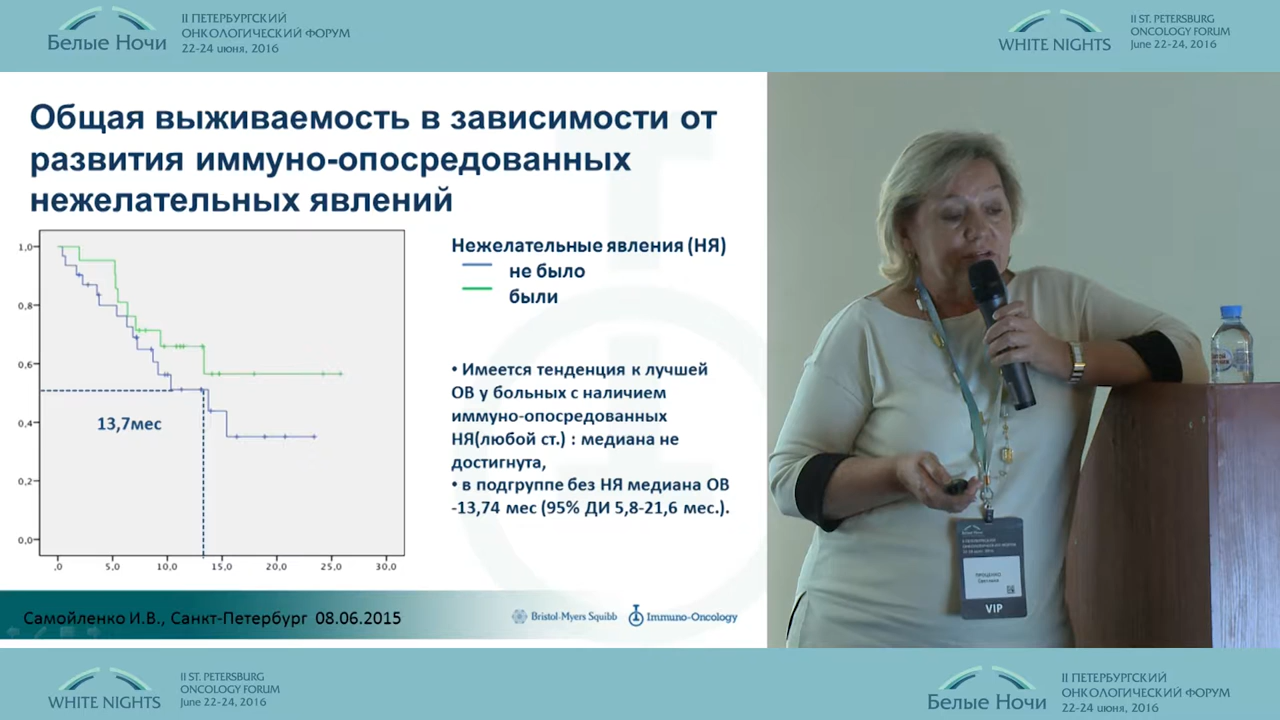 II ПЕТЕРБУРГСКИЙ
ОНКОЛОГИЧЕСКИЙ ФОРУМ
22-24 июня, 2016
Белые Ночи
II ST. PETERSBURG
ONCOLOGY FORUM
June 22-24, 2016
WHITE NIGHTS
Общая выживаемость в зависимости от
развития иммуно-опосредованных
нежелательных явлений
1,0
0,8
0,6
0,4
0,2
0,0
13,7мес
,0
5,0
10,0
15,0
20,0
25,0
30,0
Нежелательные явления (НЯ)
не было
были
• Имеется тенденция к лучшей
ОВ у больных с наличием
иммуно-опосредованных
НЯ(любой ст.) : медиана не
достигнута,
• в подгруппе без НЯ медиана ОВ
-13,74 мес (95% ДИ 5,8-21,6 мес.).
Самойленко И.В., Санкт-Петербург 08.06.2015
Bristol-Myers Squibb
Immuno-Oncology
ПРОЦЕНКО
Светлана
VIP
WHITE NIGHTS
II ST. PETERSBURG
ONCOLOGY FORUM
June 22-24, 2016
Белые Ночи
II ПЕТЕРБУРГСКИЙ
ОНКОЛОГИЧЕСКИЙ ФОРУМ
22-24 июня, 2016